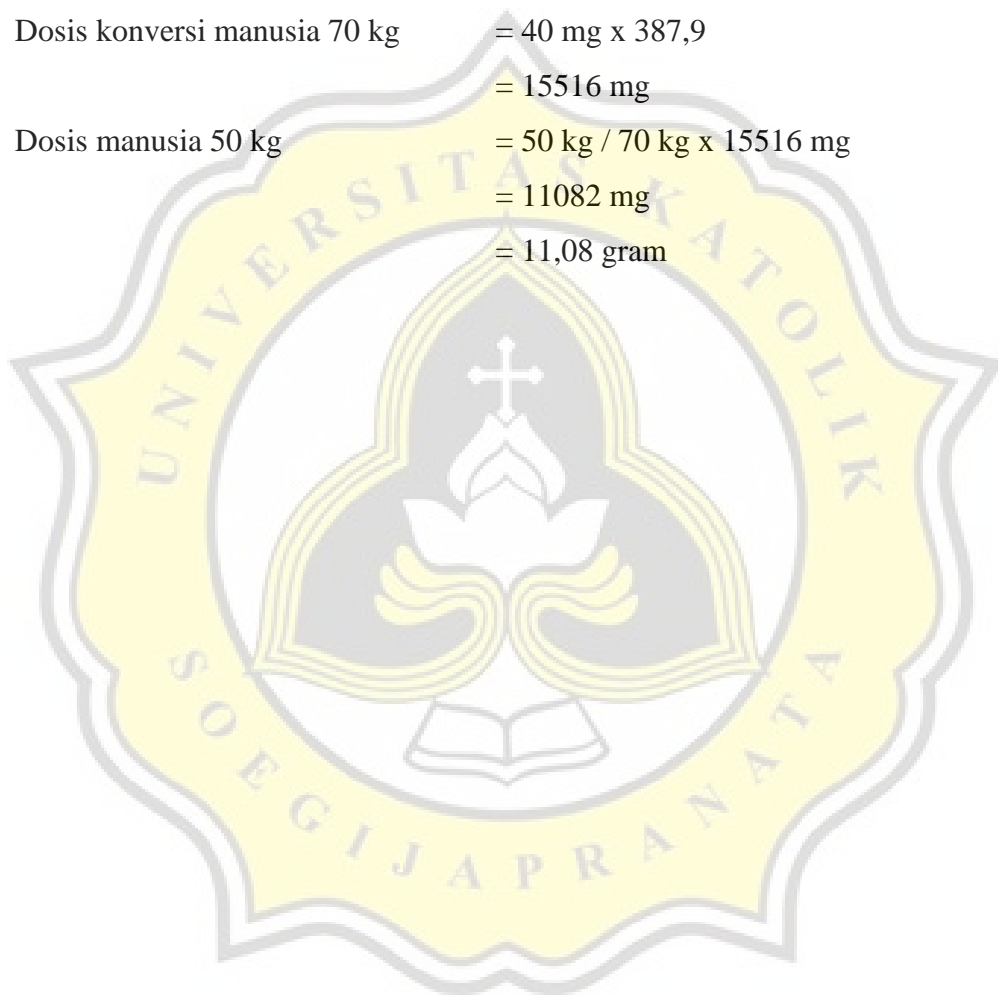 Dosis konversi manusia 70 kg = 40 mg x 387,9
= 15516 mg
Dosis manusia 50 kg = 50 kg / 70 kg x 15516 mg
= 11082 mg
= 11,08 gram
UNIVERSITAS KATOLIK
SOEGIJAPRANATA